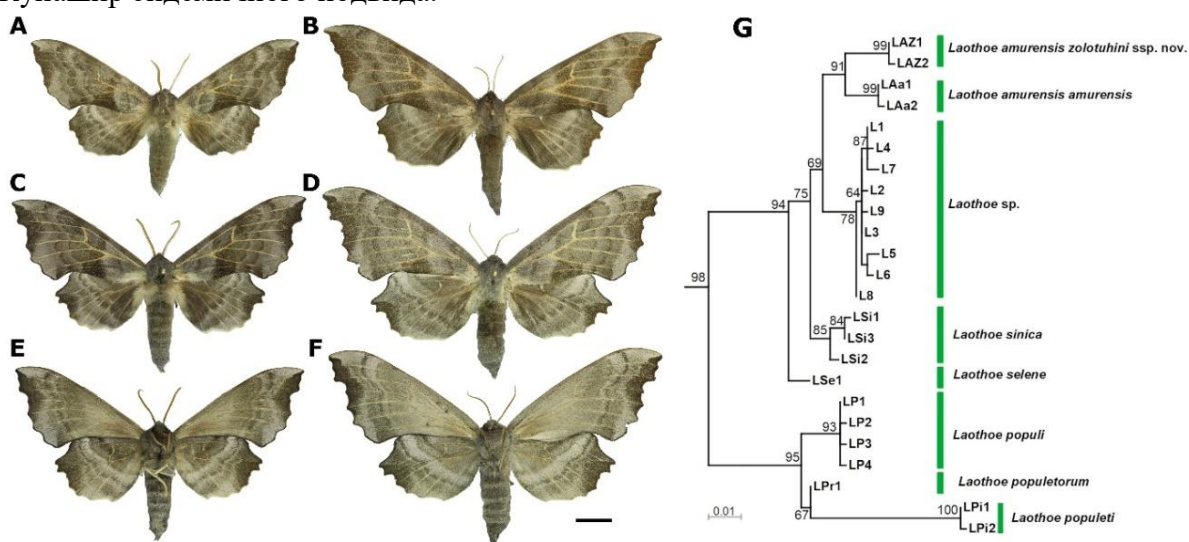 Кунашир эндемичного подвида.
A
B
C
D
E
F
G
98
94
75
69
91
99
LAZ1
LAZ2
Laothoe amurensis zolotuhini ssp. nov.
99
LAa1
LAa2
Laothoe amurensis amurensis
78
64
87
L1
L4
L7
L2
L9
L3
L5
L6
L8
Laothoe sp.
85
84
LSi1
LSi3
LSi2
Laothoe sinica
LSe1
Laothoe selene
95
93
LP1
LP2
LP3
LP4
Laothoe populi
67
LPr1
Laothoe populetorum
100
LPi1
LPi2
Laothoe populeti
0.01